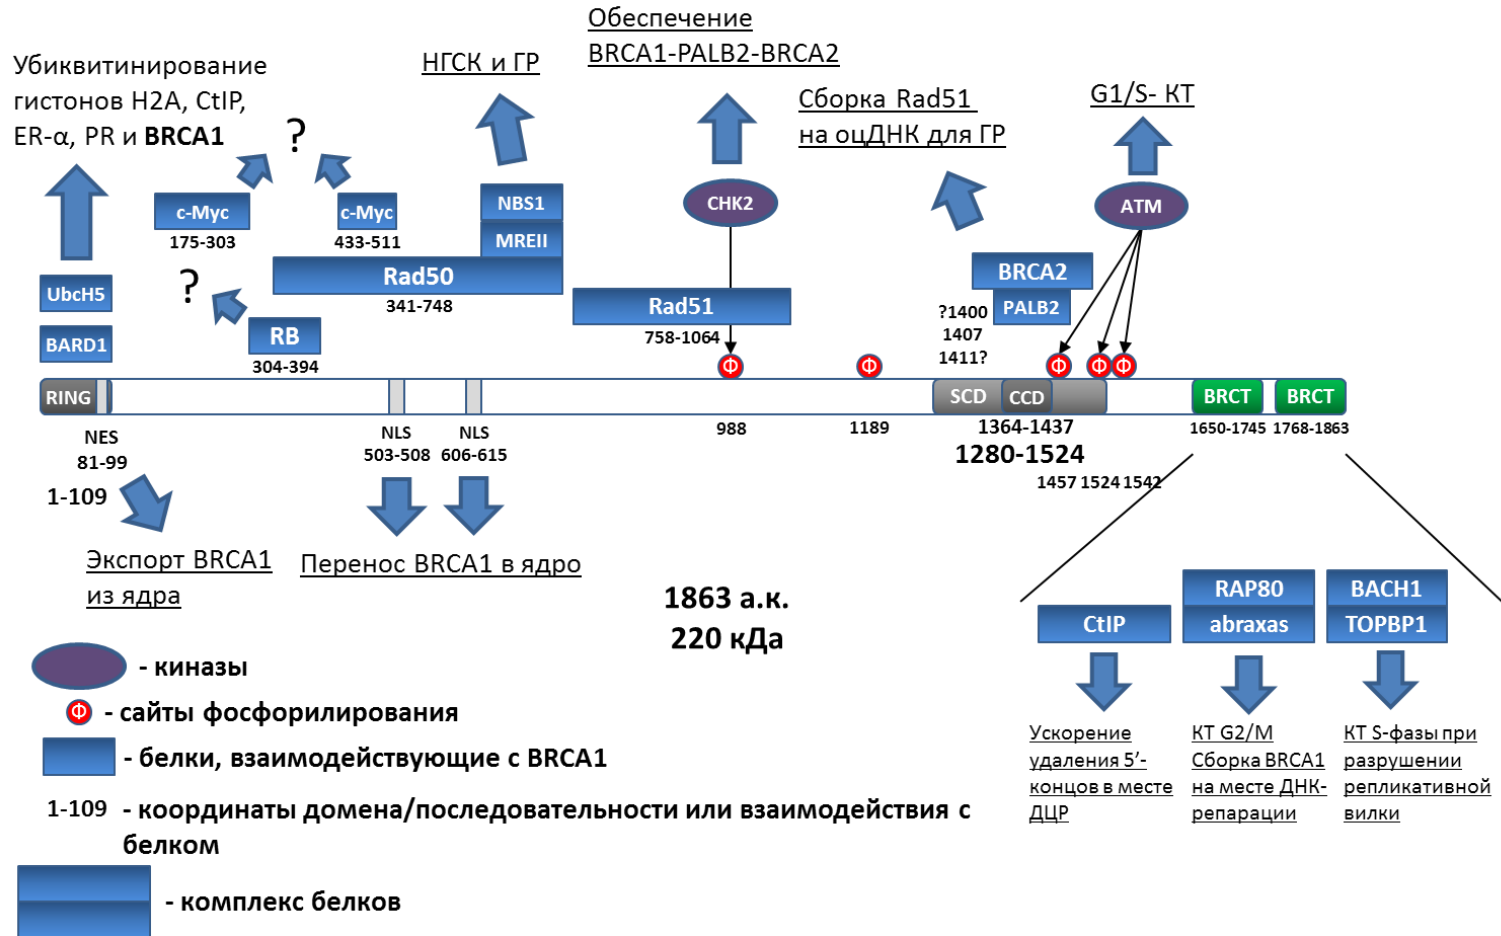 Обеспечение
BRCA1-PALB2-BRCA2
Убиквитинирование
гистонов H2A, CtIP,
ER-α, PR и BRCA1
НГСК и ГР
Сборка Rad51
на оцДНК для ГР
G1/S- КТ
?
c-Myc
175-303
c-Myc
433-511
NBS1
MREII
CHK2
ATM
Rad50
341-748
?
UbcH5
BARD1
RB
304-394
Rad51
758-1064
BRCA2
PALB2
?1400
1407
1411?
Ф
Ф
Ф
Ф
Ф
RING
SCD
CCD
BRCT
BRCT
NES
81-99
1-109
NLS
503-508
NLS
606-615
988
1189
1364-1437
1280-1524
1457 1524 1542
1650-1745
1768-1863
Экспорт BRCA1
из ядра
Перенос BRCA1 в ядро
1863 а.к.
220 кДа
CtIP
RAP80
abraxas
BACH1
TOPBP1
Ускорение
удаления 5’-
концов в месте
ДЦР
КТ G2/M
Сборка BRCA1
на месте ДНК-
репарации
КТ S-фазы при
разрушении
репликативной
вилки
- киназы
Ф - сайты фосфорилирования
- белки, взаимодействующие с BRCA1
1-109 - координаты домена/последовательности или взаимодействия с
белком
- комплекс белков